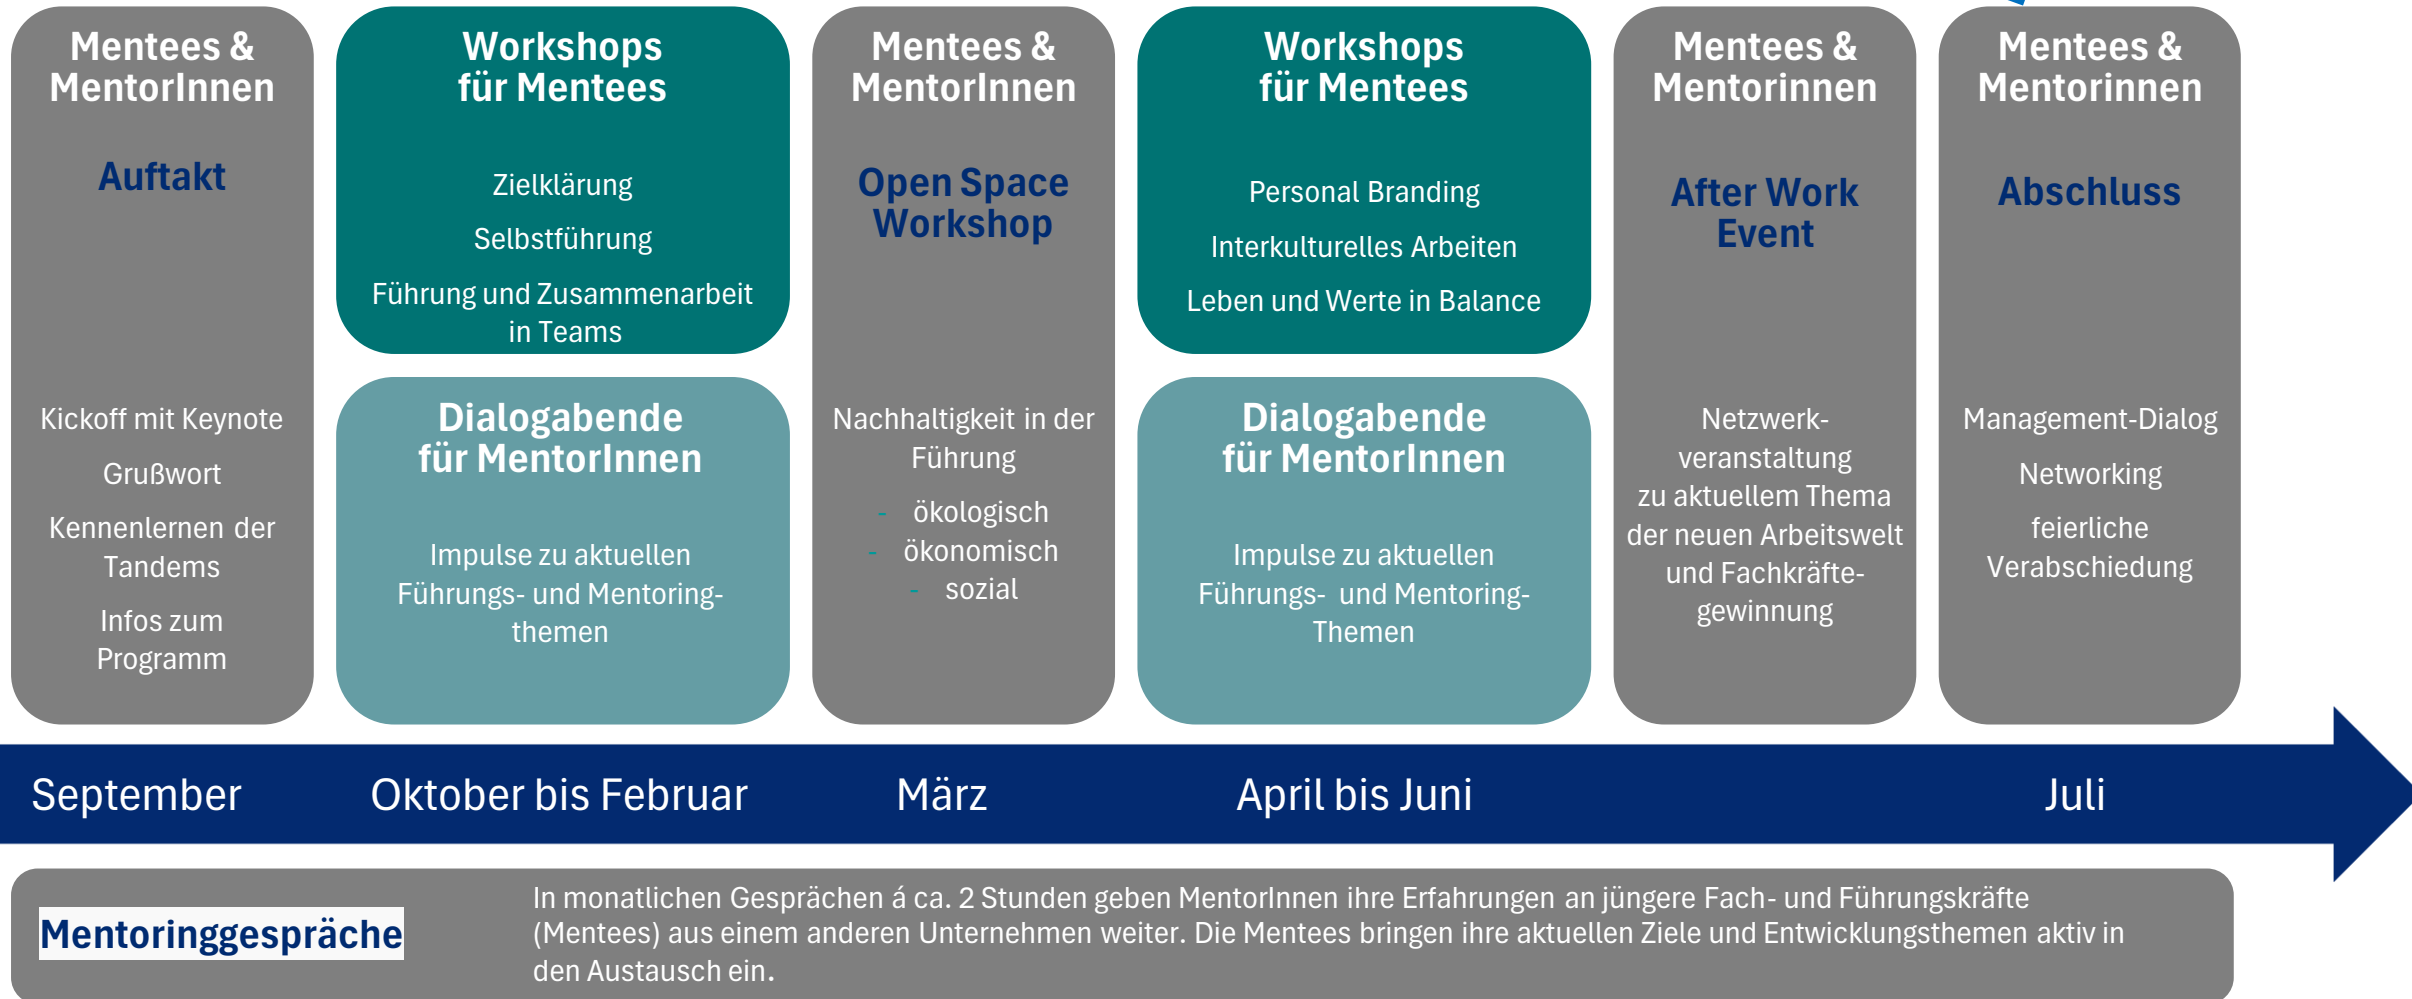 Mentees &
MentorInnen
Auftakt
Kickoff mit Keynote
Grußwort
Kennenlernen der
Tandems
Infos zum
Programm
Workshops
für Mentees
Zielklärung
Selbstführung
Führung und Zusammenarbeit
in Teams
Dialogabende
für MentorInnen
Impulse zu aktuellen
Führungs- und Mentoring-
themen
Mentees &
MentorInnen
Open Space
Workshop
Nachhaltigkeit in der
Führung
- ökologisch
- ökonomisch
- sozial
Workshops
für Mentees
Personal Branding
Interkulturelles Arbeiten
Leben und Werte in Balance
Dialogabende
für MentorInnen
Impulse zu aktuellen
Führungs- und Mentoring-
Themen
Mentees &
Mentorinnen
After Work
Event
Netzwerk-
veranstaltung
zu aktuellem Thema
der neuen Arbeitswelt
und Fachkräfte-
gewinnung
Mentees &
Mentorinnen
Abschluss
Management-Dialog
Networking
feierliche
Verabschiedung
September
Oktober bis Februar
März
April bis Juni
Juli
Mentoringgespräche
In monatlichen Gesprächen á ca. 2 Stunden geben MentorInnen ihre Erfahrungen an jüngere Fach- und Führungskräfte
(Mentees) aus einem anderen Unternehmen weiter. Die Mentees bringen ihre aktuellen Ziele und Entwicklungsthemen aktiv in
den Austausch ein.